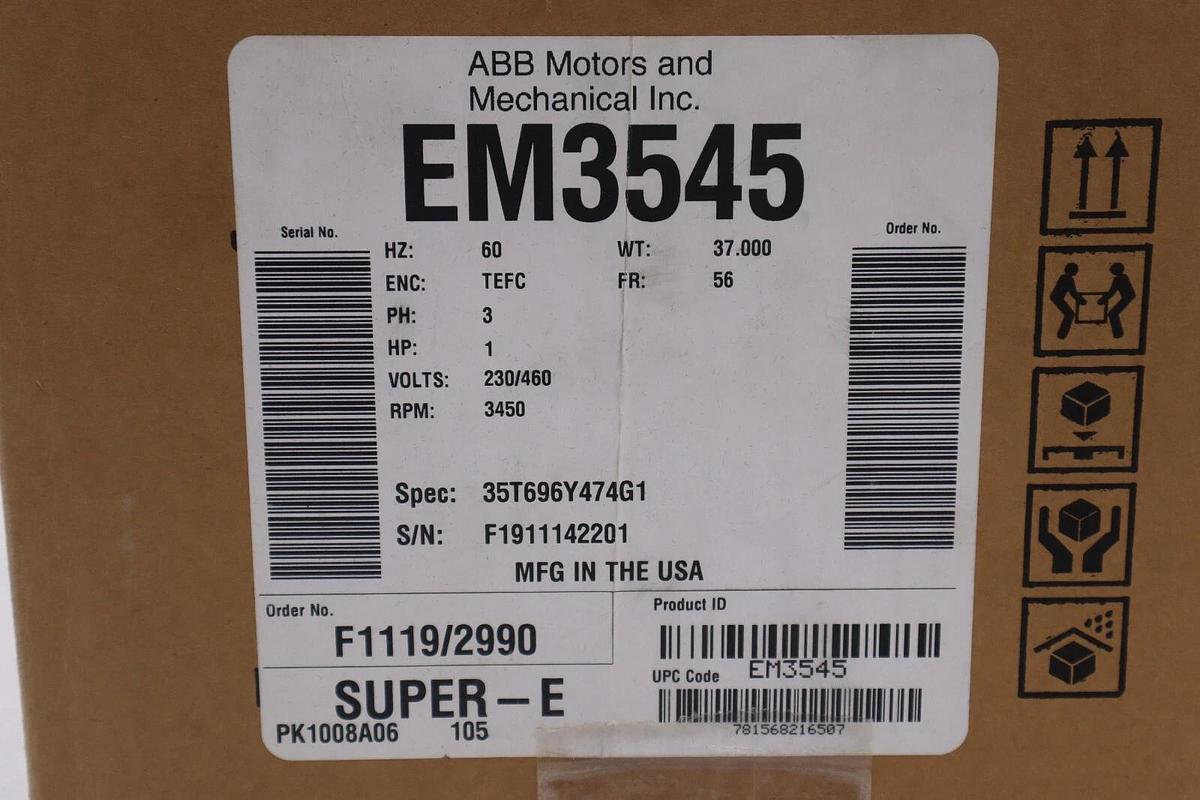 ABB Motors and
Mechanical Inc.
EM3545
Serial No.
Order No.
HZ: 60 WT: 37.000
ENC: TEFC FR: 56
PH: 3
HP: 1
VOLTS: 230/460
RPM: 3450
Spec: 35T696Y474G1
S/N: F1911142201
MFG IN THE USA
Order No.
F1119/2990
Product ID
EM3545
UPC Code
781568216507
SUPER - E
PK1008A06 105